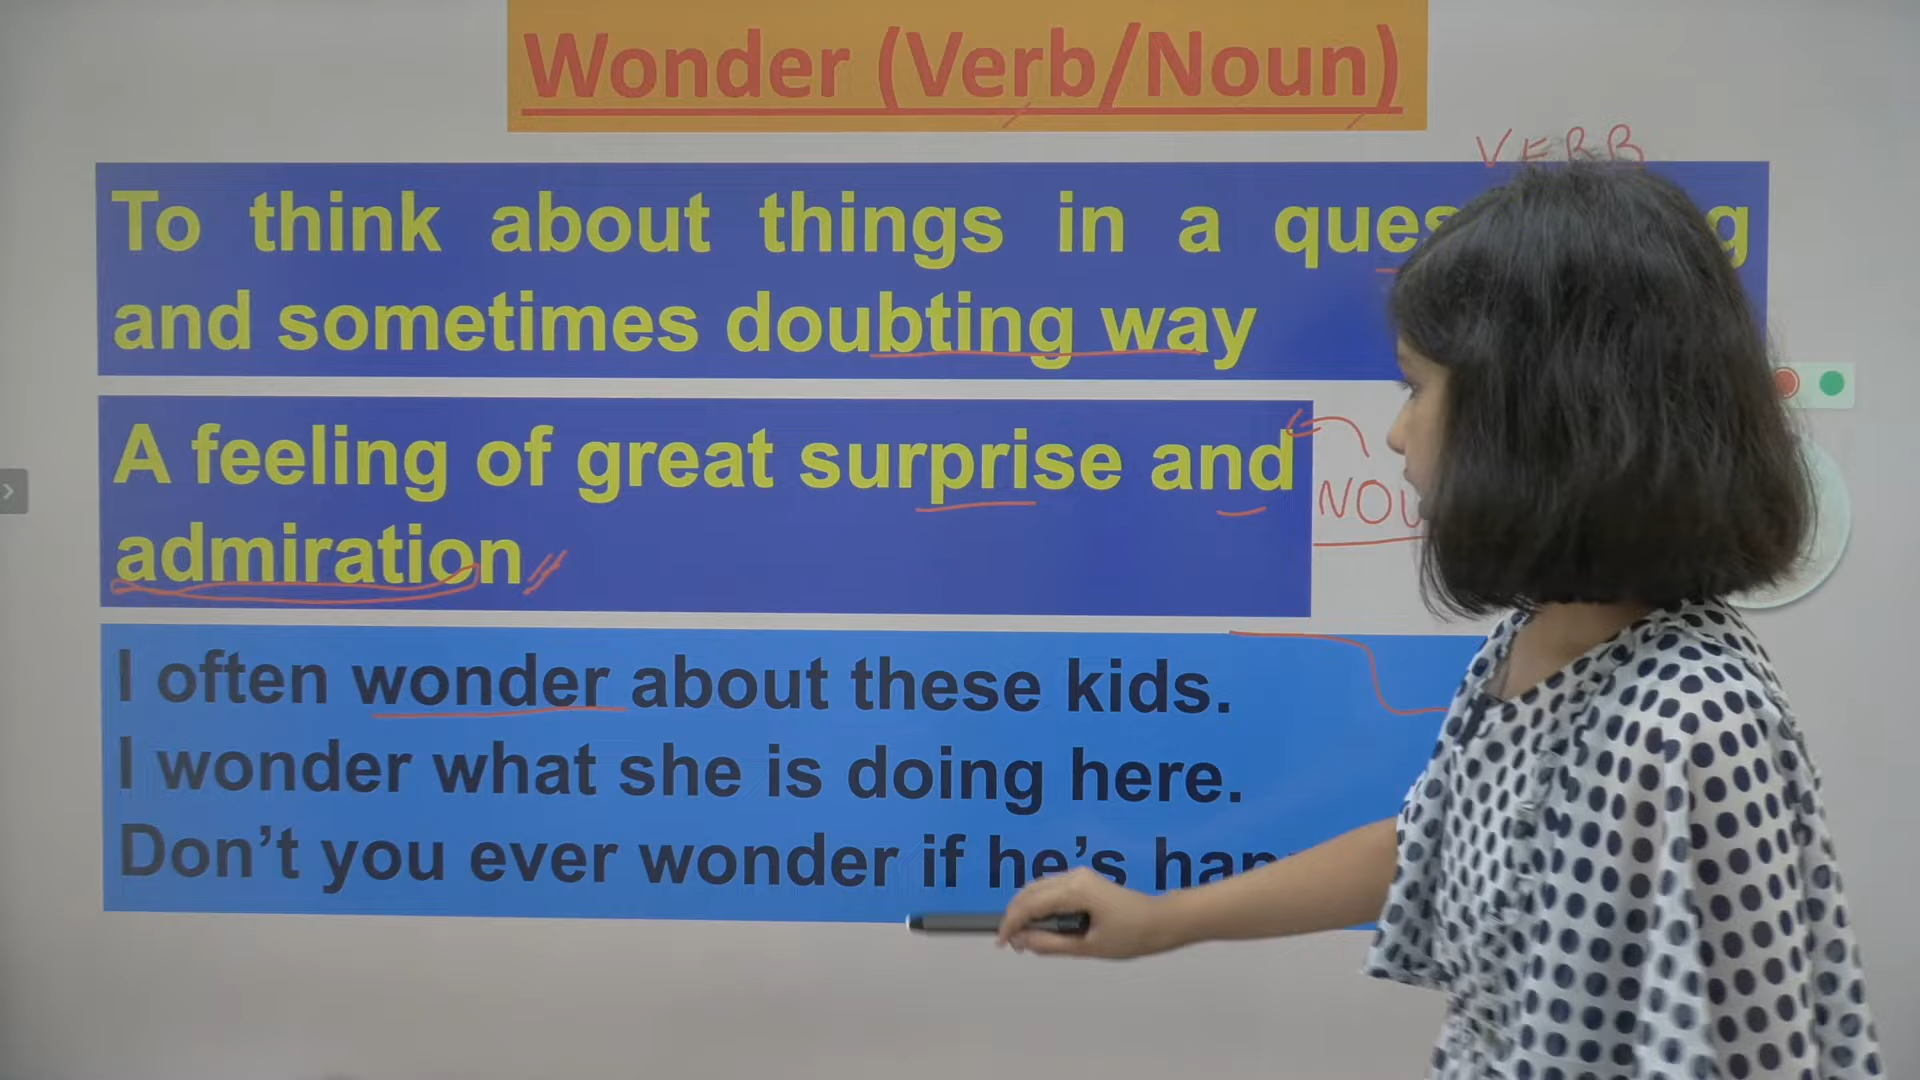 Wonder (Verb/Noun)
VERB
To think about things in a
and sometimes doubting way
A feeling of great surprise and
admiration
I often wonder about these kids.
I wonder what she is doing here.
Don't you ever wonder if he's